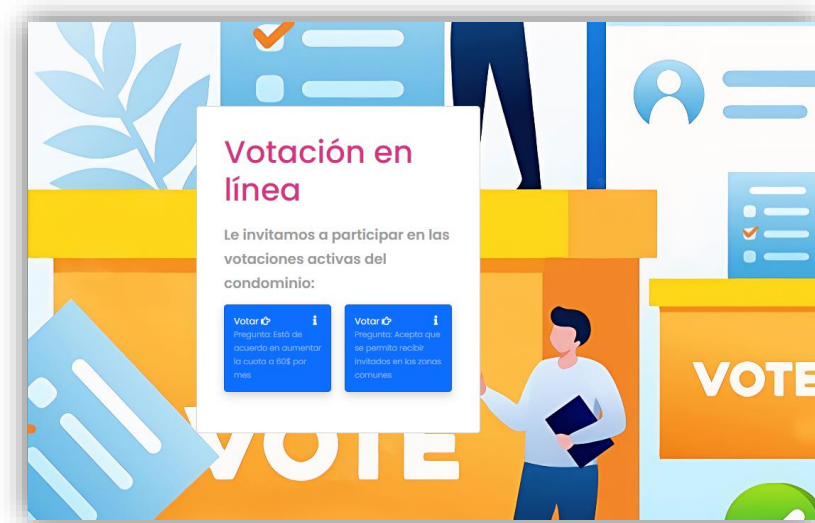 Votación en
línea
Le invitamos a participar en las
votaciones activas del
condominio:
Votar
Pregunta: Está de
acuerdo en aumentar
la cuota a 60$ por
mes
Votar
Pregunta: Acepta que
se permita recibir
invitados en las zonas
comunes
VOTE
VOTE